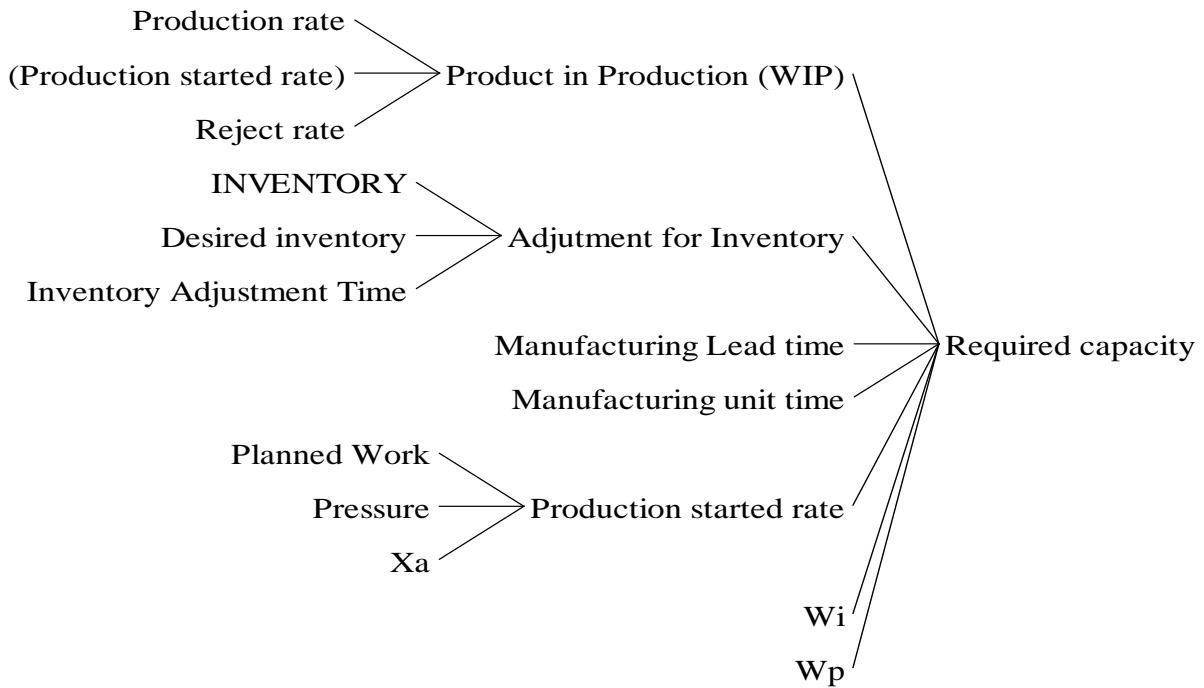 Production rate
(Production started rate)
Product in Production (WIP)
Reject rate
INVENTORY
Desired inventory
Adjutment for Inventory
Inventory Adjustment Time
Manufacturing Lead time
Required capacity
Manufacturing unit time
Planned Work
Pressure
Production started rate
Xa
Wi
Wp